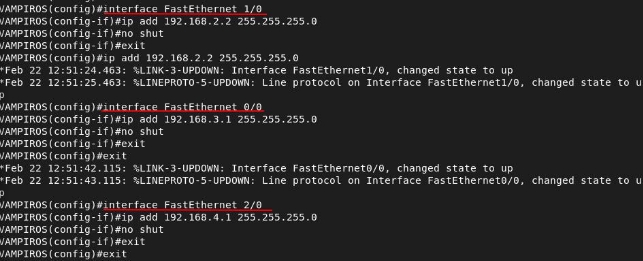 VAMPIROS(config)#interface FastEthernet 1/0
VAMPIROS(config-if)#ip add 192.168.2.2 255.255.255.0
VAMPIROS(config-if)#no shut
VAMPIROS(config-if)#exit
VAMPIROS(config)#ip add 192.168.2.2 255.255.255.0
*Feb 22 12:51:24.463: %LINK-3-UPDOWN: Interface FastEthernet1/0, changed state to up
*Feb 22 12:51:25.463: %LINEPROTO-5-UPDOWN: Line protocol on Interface FastEthernet1/0, changed state to u
p
VAMPIROS(config)#interface FastEthernet 0/0
VAMPIROS(config-if)#ip add 192.168.3.1 255.255.255.0
VAMPIROS(config-if)#no shut
VAMPIROS(config-if)#exit
VAMPIROS(config)#exit
*Feb 22 12:51:42.115: %LINK-3-UPDOWN: Interface FastEthernet0/0, changed state to up
*Feb 22 12:51:43.115: %LINEPROTO-5-UPDOWN: Line protocol on Interface FastEthernet0/0, changed state to u
p
VAMPIROS(config)#interface FastEthernet 2/0
VAMPIROS(config-if)#ip add 192.168.4.1 255.255.255.0
VAMPIROS(config-if)#no shut
VAMPIROS(config-if)#exit
VAMPIROS(config)#exit